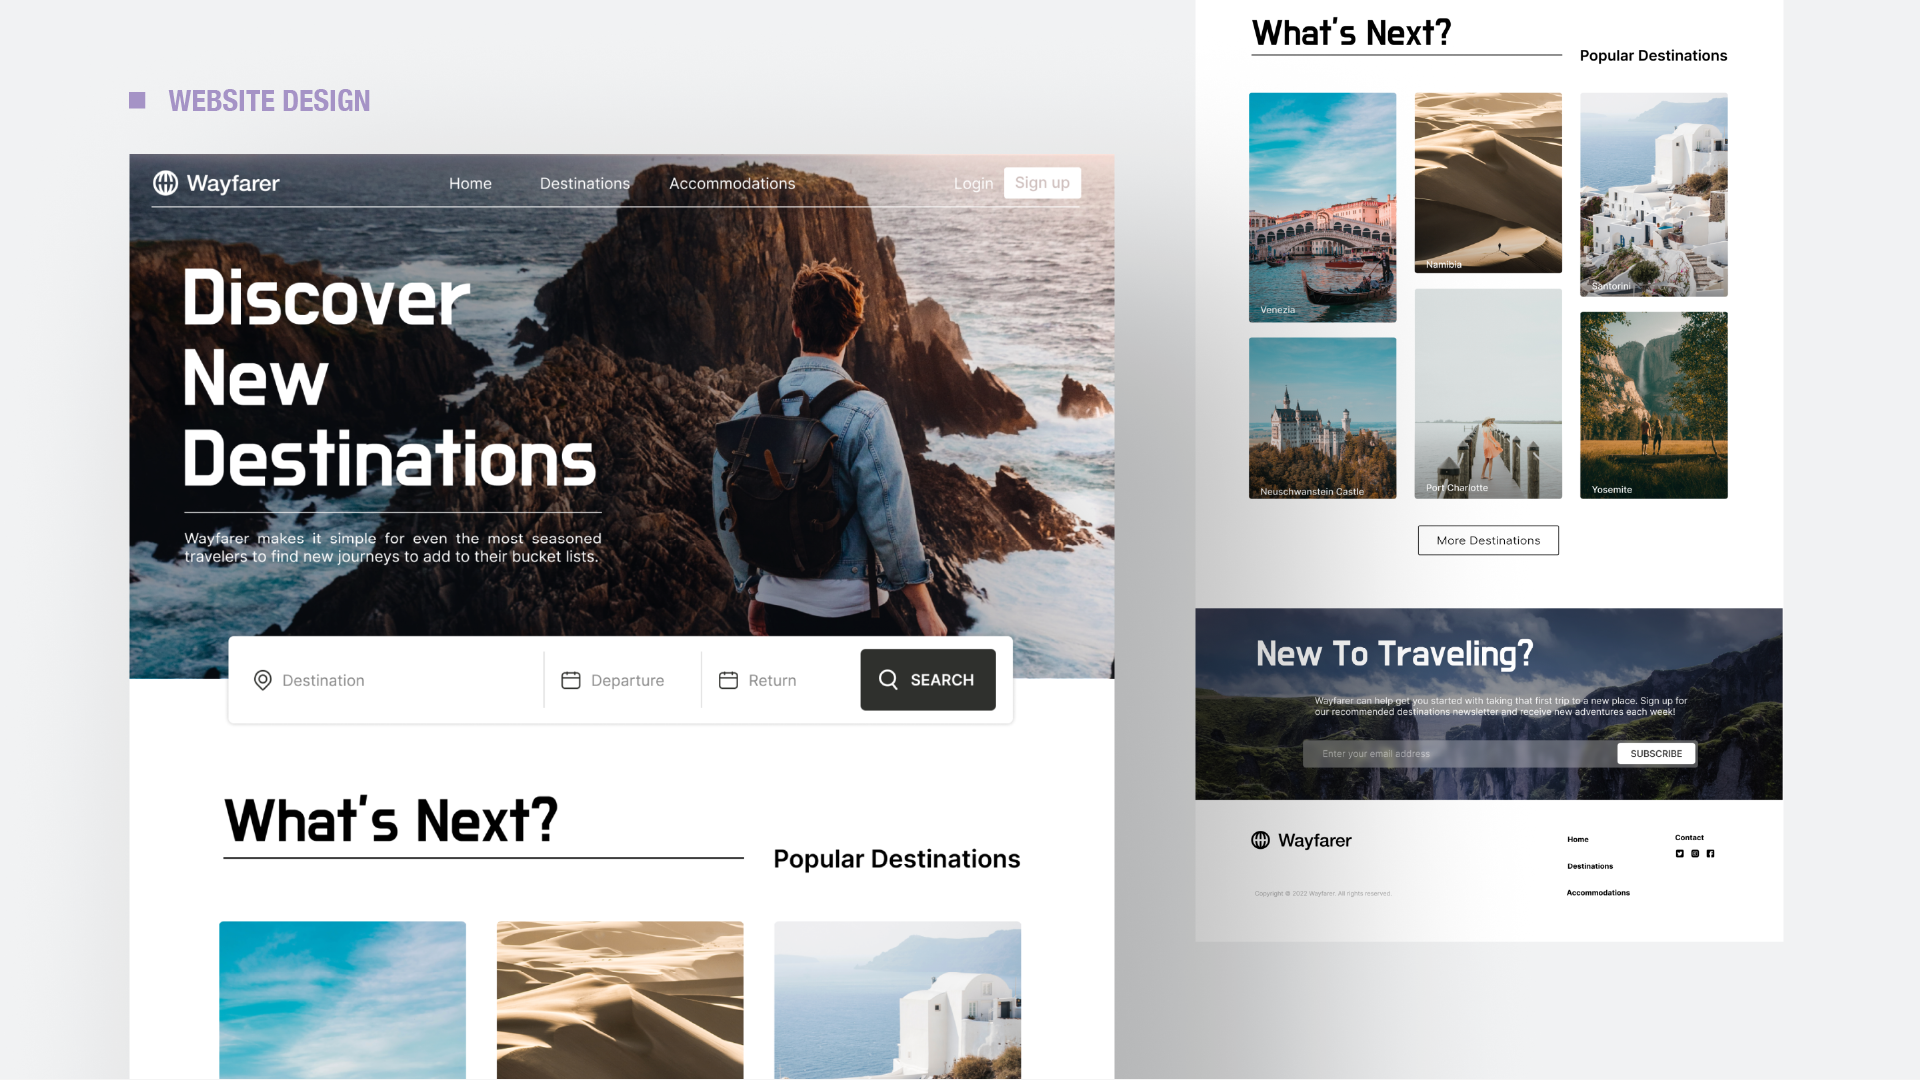 WEBSITE DESIGN
Wayfarer
Home
Destinations
Accommodations
Login
Sign up
Discover
New
Destinations
Wayfarer makes it simple for even the most seasoned
travelers to find new journeys to add to their bucket lists.
Destination
Departure
Return
SEARCH
What's Next?
Popular Destinations
What's Next?
Popular Destinations
Venezia
Namibia
Santorini
Neuschwanstein Castle
Port Charlotte
Yosemite
More Destinations
New To Traveling?
Wayfarer can help get you started with taking that first trip to a new place. Sign up for
our recommended destinations newsletter and receive new adventures each week!
Enter your email address
SUBSCRIBE
Wayfarer
Home
Destinations
Accommodations
Contact
Copyright © 2022 Wayfarer. All rights reserved.